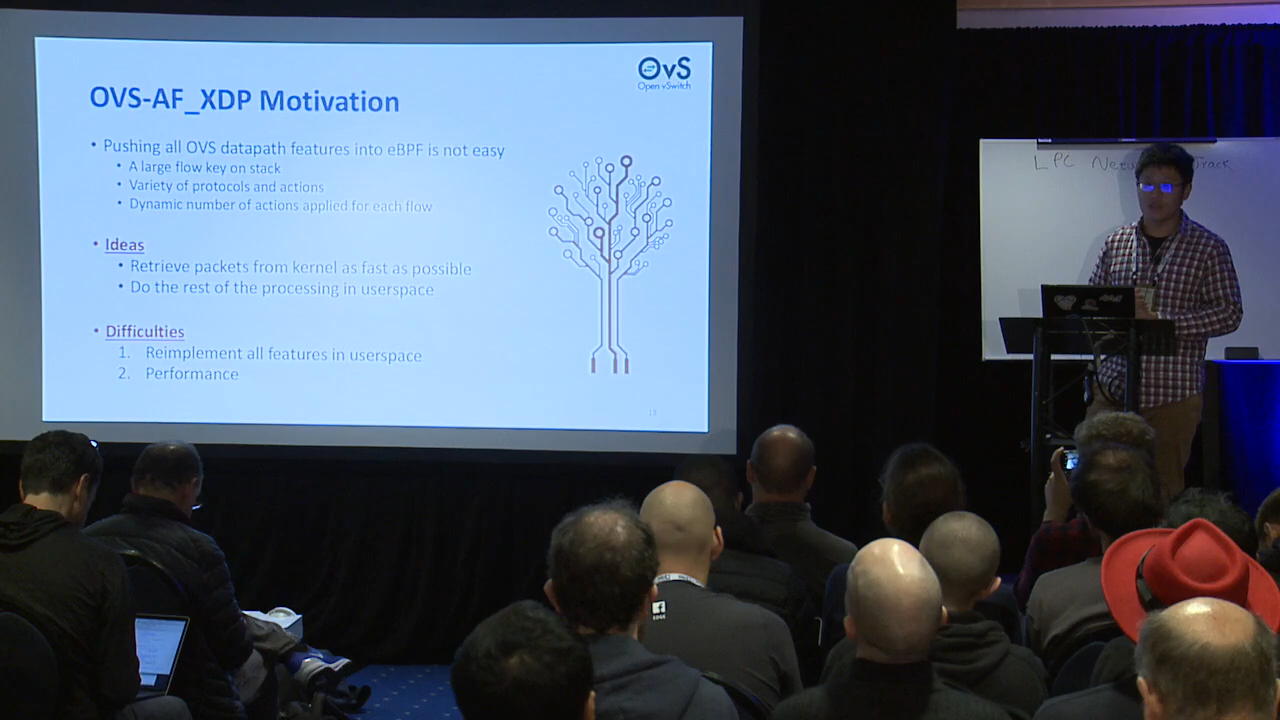 OvS
Open vSwitch
OVS-AF_XDP Motivation
• Pushing all OVS datapath features into eBPF is not easy
• A large flow key on stack
• Variety of protocols and actions
• Dynamic number of actions applied for each flow
• Ideas
• Retrieve packets from kernel as fast as possible
• Do the rest of the processing in userspace
• Difficulties
1. Reimplement all features in userspace
2. Performance
LPC Track
EDGE